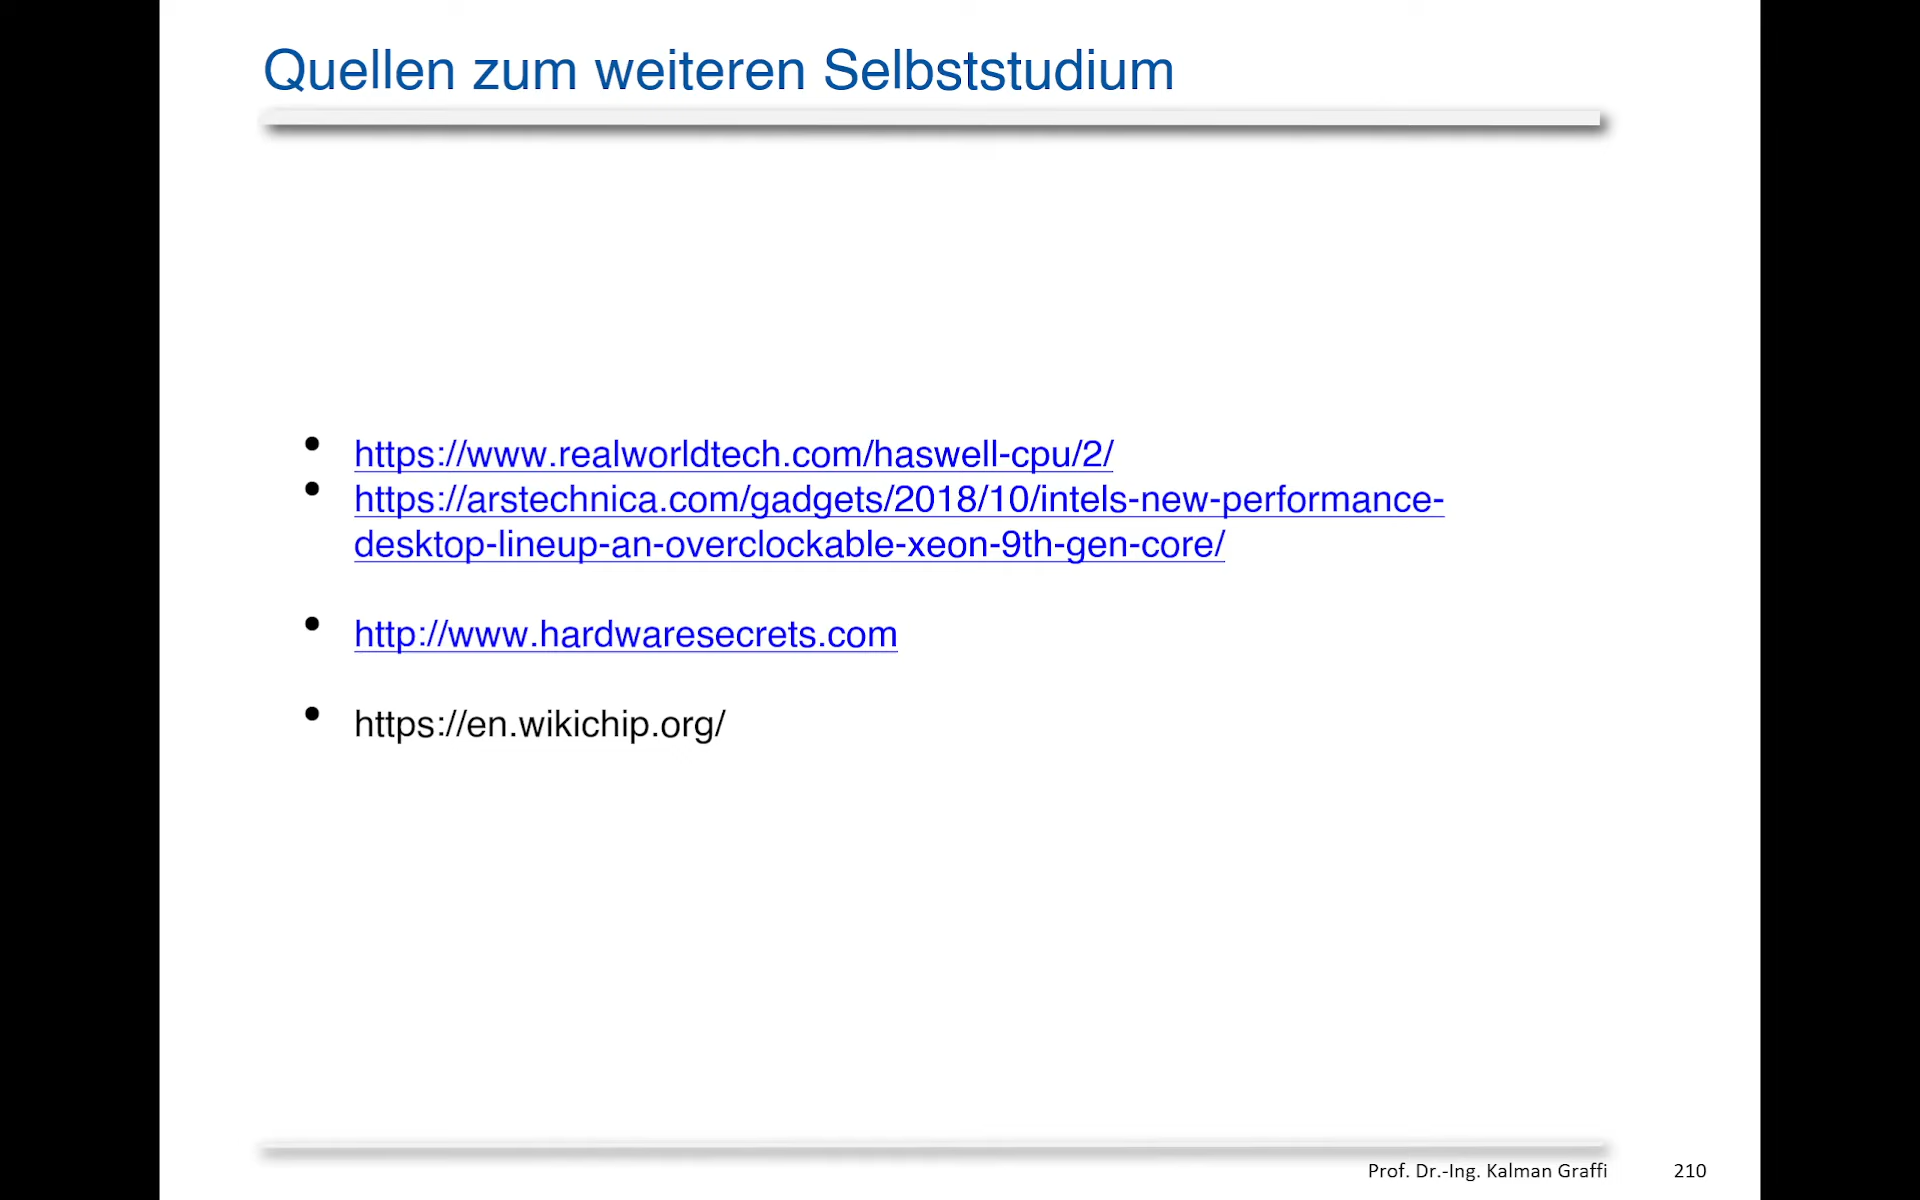 Quellen zum weiteren Selbststudium
• https://www.realworldtech.com/haswell-cpu/2/
• https://arstechnica.com/gadgets/2018/10/intels-new-performance-
desktop-lineup-an-overclockable-xeon-9th-gen-core/
• http://www.hardwaresecrets.com
• https://en.wikichip.org/
Prof. Dr.-Ing. Kalman Graffi 210